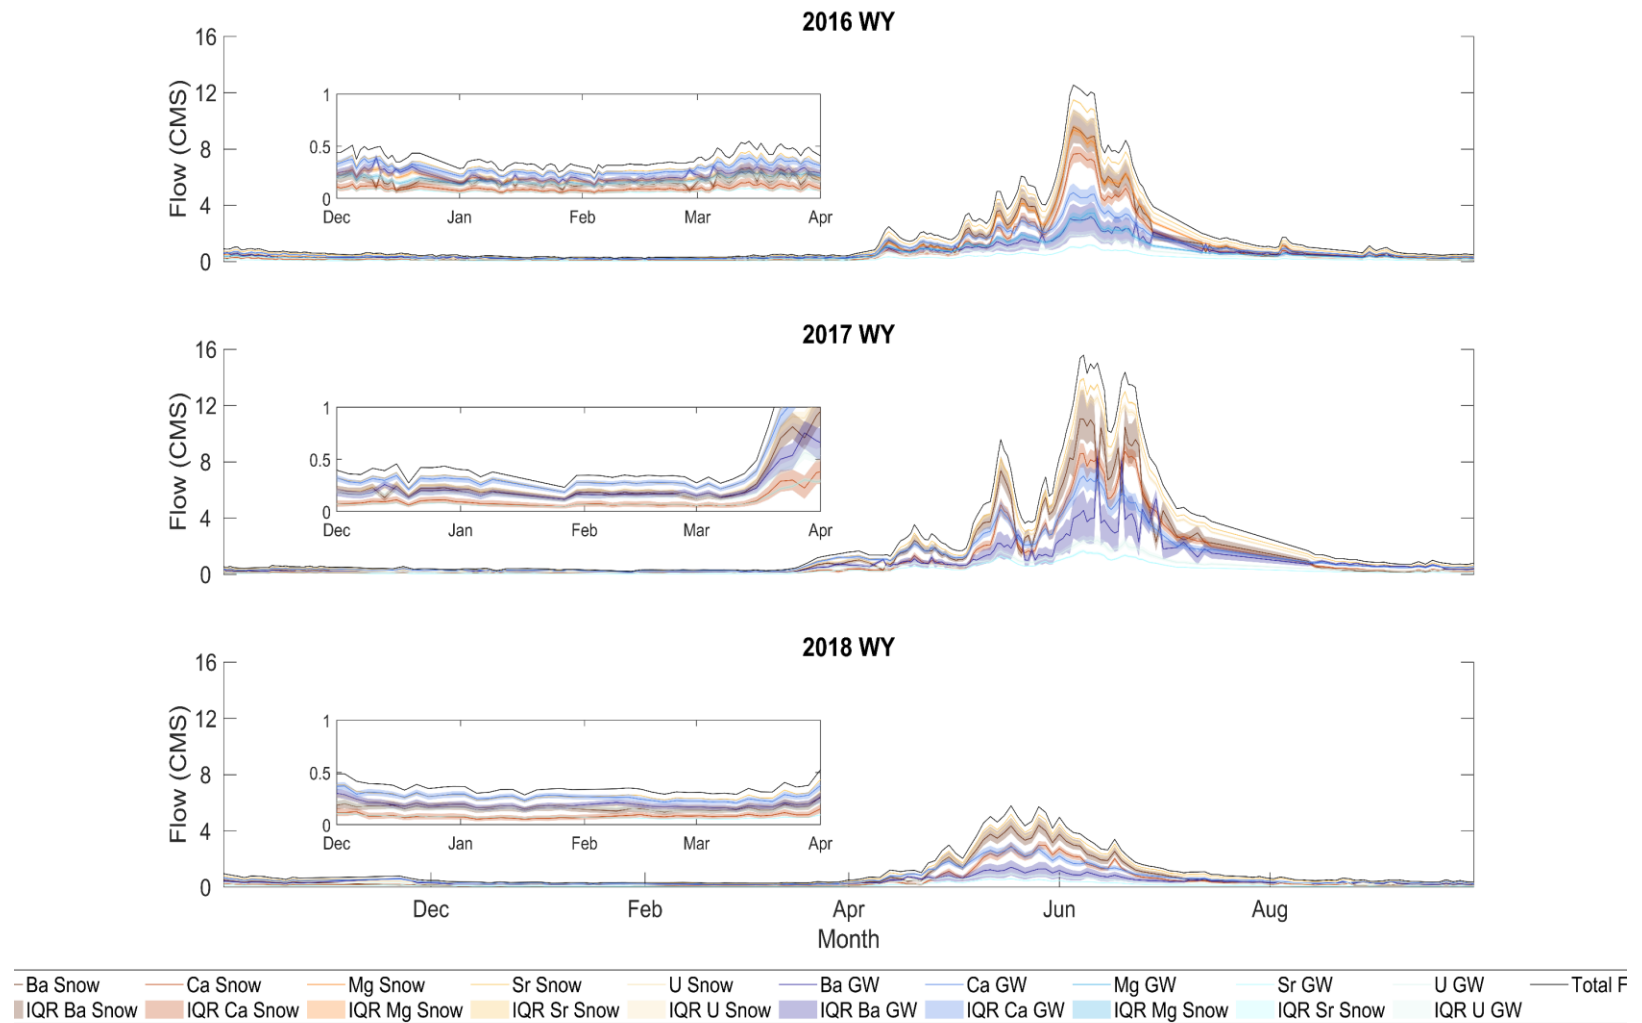 2016 WY
16
12
8
4
0
Flow (CMS)
1
0.5
0
Dec Jan Feb Mar Apr
2017 WY
16
12
8
4
0
Flow (CMS)
1
0.5
0
Dec Jan Feb Mar Apr
2018 WY
16
12
8
4
0
Flow (CMS)
1
0.5
0
Dec Jan Feb Mar Apr
Dec Feb Apr Jun Aug
Month
Ba Snow Ca Snow Mg Snow Sr Snow U Snow Ba GW Ca GW Mg GW Sr GW U GW Total F
IQR Ba Snow IQR Ca Snow IQR Mg Snow IQR Sr Snow IQR U Snow IQR Ba GW IQR Ca GW IQR Mg Snow IQR Sr Snow IQR U GW